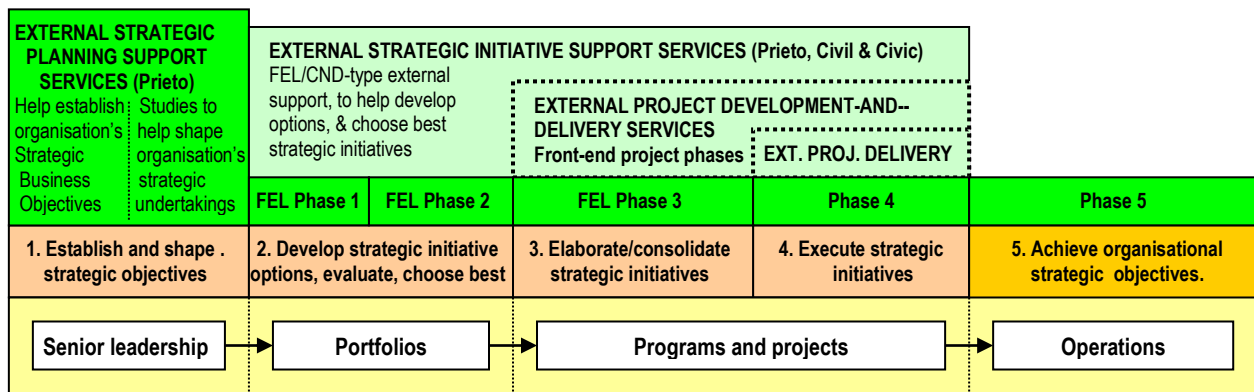 EXTERNAL STRATEGIC
PLANNING SUPPORT
SERVICES (Prieto)
Help establish
organisation's
Strategic
Business
Objectives
Studies to
help shape
organisation's
strategic
undertakings
EXTERNAL STRATEGIC INITIATIVE SUPPORT SERVICES (Prieto, Civil & Civic)
FEL/CND-type external
support, to help develop
options, & choose best
strategic initiatives
EXTERNAL PROJECT DEVELOPMENT-AND--
DELIVERY SERVICES
Front-end project phases
EXT. PROJ. DELIVERY
FEL Phase 1
FEL Phase 2
FEL Phase 3
Phase 4
Phase 5
1. Establish and shape .
strategic objectives
2. Develop strategic initiative
options, evaluate, choose best
3. Elaborate/consolidate
strategic initiatives
4. Execute strategic
initiatives
5. Achieve organisational
strategic objectives.
Senior leadership
Portfolios
Programs and projects
Operations